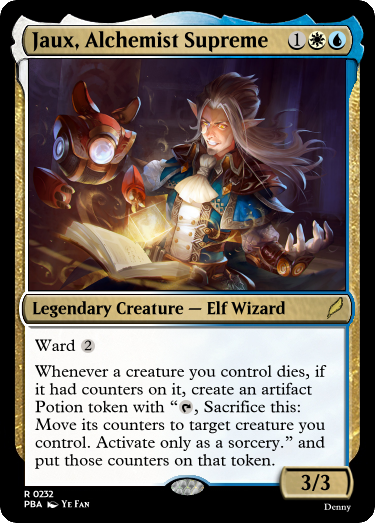 Jaux, Alchemist Supreme 1
Legendary Creature — Elf Wizard
Ward 2
Whenever a creature you control dies, if
it had counters on it, create an artifact
Potion token with “, Sacrifice this:
Move its counters to target creature you
control. Activate only as a sorcery.” and
put those counters on that token.
3/3
R 0232
PBA YE FAN
Denny